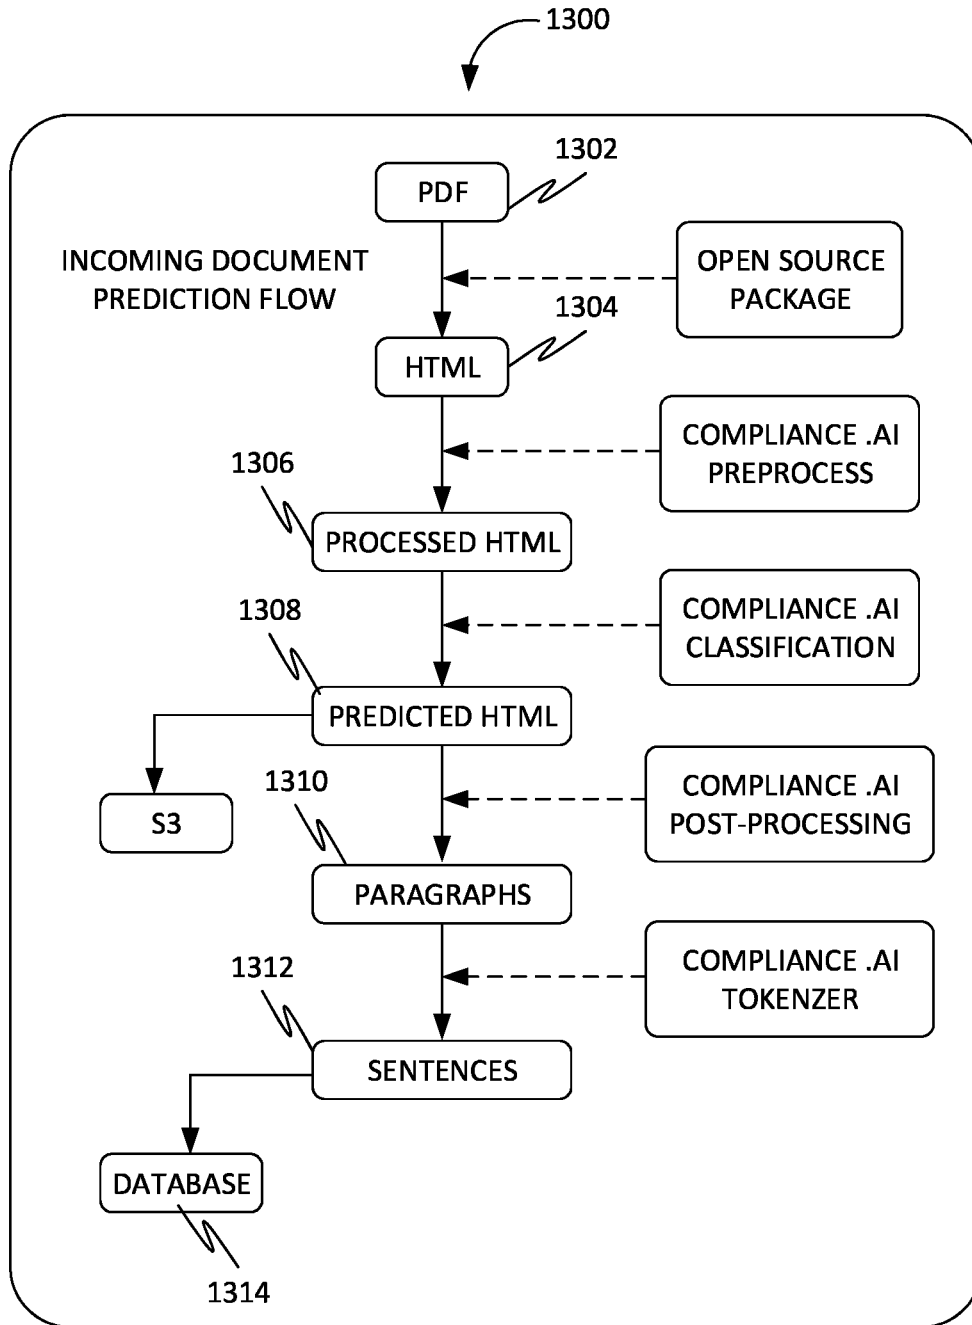 1300
1302
PDF
INCOMING DOCUMENT
PREDICTION FLOW
OPEN SOURCE
PACKAGE
1304
HTML
COMPLIANCE .AI
PREPROCESS
1306
PROCESSED HTML
COMPLIANCE .AI
CLASSIFICATION
1308
PREDICTED HTML
S3
COMPLIANCE .AI
POST-PROCESSING
1310
PARAGRAPHS
COMPLIANCE .AI
TOKENZER
1312
SENTENCES
DATABASE
1314